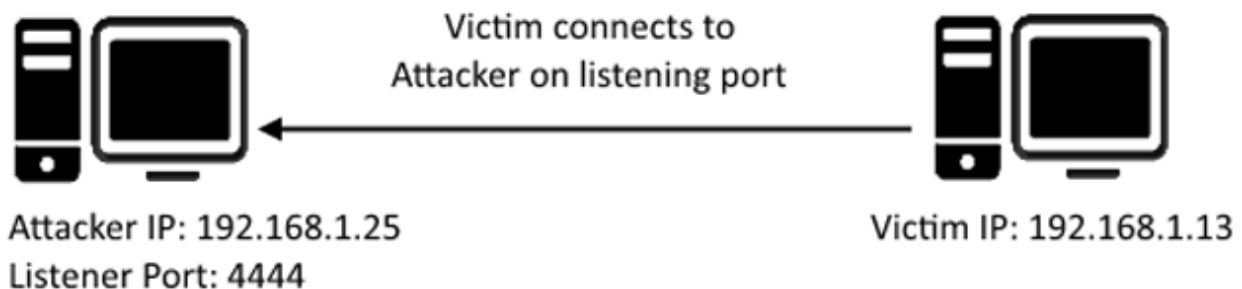 Victim connects to
Attacker on listening port
Attacker IP: 192.168.1.25
Listener Port: 4444
Victim IP: 192.168.1.13